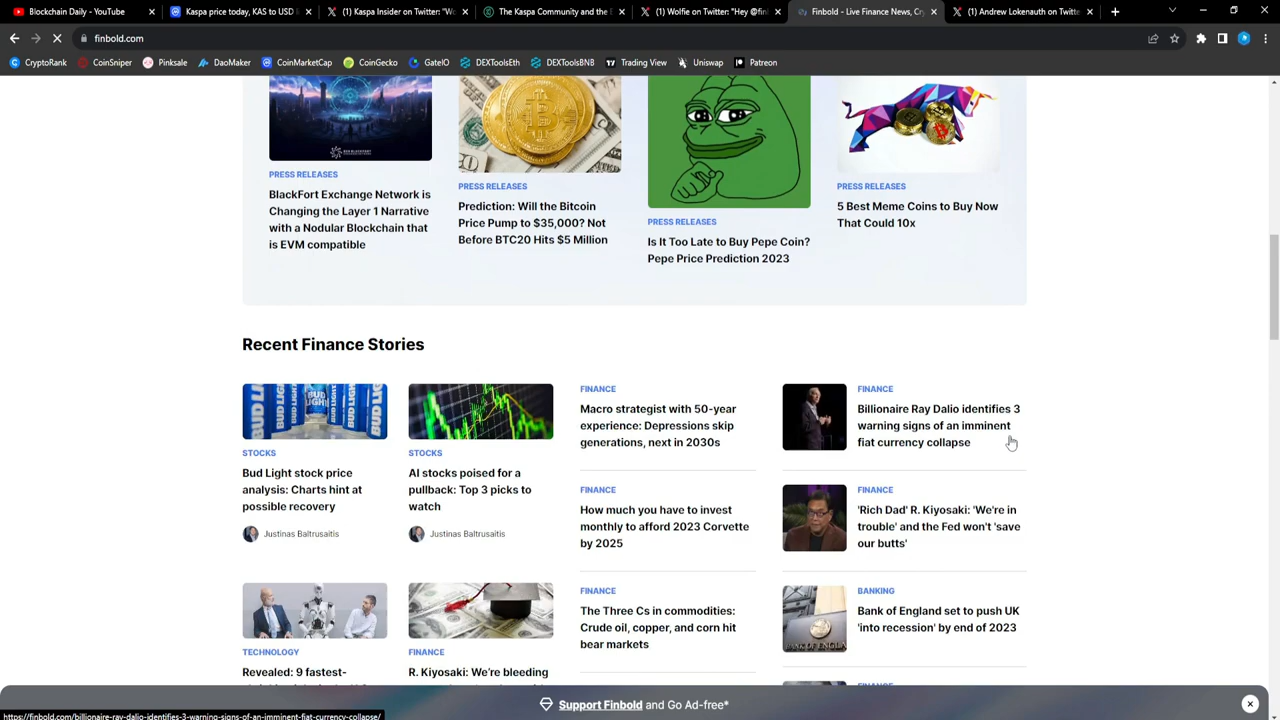 Blockchain Daily - YouTube
Kaspa price today, KAS to USD
(1) Kaspa Insider on Twitter: "We
The Kaspa Community and the
(1) Wolfie on Twitter: "Hey @fin
Finbold - Live Finance News, Cr
(1) Andrew Lokenauth on Twitte
finbold.com
CryptoRank
CoinSniper
Pinksale
DaoMaker
CoinMarketCap
CoinGecko
GateIO
DEXToolsEth
DEXToolsBNB
Trading View
Uniswap
Patreon
PRESS RELEASES
BlackFort Exchange Network is
Changing the Layer 1 Narrative
with a Nodular Blockchain that
is EVM compatible
PRESS RELEASES
Prediction: Will the Bitcoin
Price Pump to $35,000? Not
Before BTC20 Hits $5 Million
PRESS RELEASES
Is It Too Late to Buy Pepe Coin?
Pepe Price Prediction 2023
PRESS RELEASES
5 Best Meme Coins to Buy Now
That Could 10x
Recent Finance Stories
BUD LIGHT
STOCKS
Bud Light stock price
analysis: Charts hint at
possible recovery
Justinas Baltrusaitis
STOCKS
AI stocks poised for a
pullback: Top 3 picks to
watch
Justinas Baltrusaitis
TECHNOLOGY
Revealed: 9 fastest-
FINANCE
R. Kiyosaki: We're bleeding
FINANCE
Macro strategist with 50-year
experience: Depressions skip
generations, next in 2030s
FINANCE
How much you have to invest
monthly to afford 2023 Corvette
by 2025
FINANCE
The Three Cs in commodities:
Crude oil, copper, and corn hit
bear markets
FINANCE
Billionaire Ray Dalio identifies 3
warning signs of an imminent
fiat currency collapse
FINANCE
'Rich Dad' R. Kiyosaki: 'We're in
trouble' and the Fed won't 'save
our butts'
BANKING
Bank of England set to push UK
'into recession' by end of 2023
FINANCE
Support Finbold and Go Ad-free*
https://finbold.com/billionaire-ray-dalio-identifies-3-warning-signs-of-an-imminent-fiat-currency-collapse/